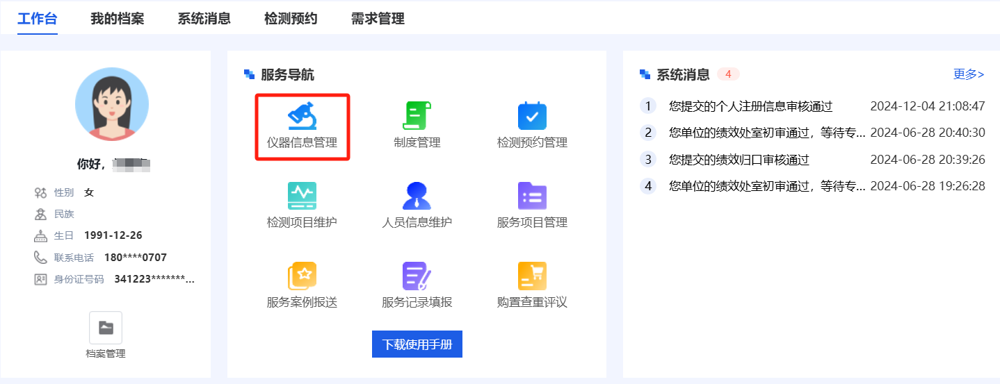 工作台 我的档案 系统消息 检测预约 需求管理
你好，
性别 女
民族
生日 1991-12-26
联系电话 180****0707
身份证号码 341223*******...
档案管理
服务导航
仪器信息管理 制度管理 检测预约管理
检测项目维护 人员信息维护 服务项目管理
服务案例报送 服务记录填报 购置查重评议
下载使用手册
系统消息 4 更多>
1 您提交的个人注册信息审核通过 2024-12-04 21:08:47
2 您单位的绩效处室初审通过，等待专... 2024-06-28 20:40:30
3 您提交的绩效归口审核通过 2024-06-28 20:39:26
4 您单位的绩效处室初审通过，等待专... 2024-06-28 19:26:28